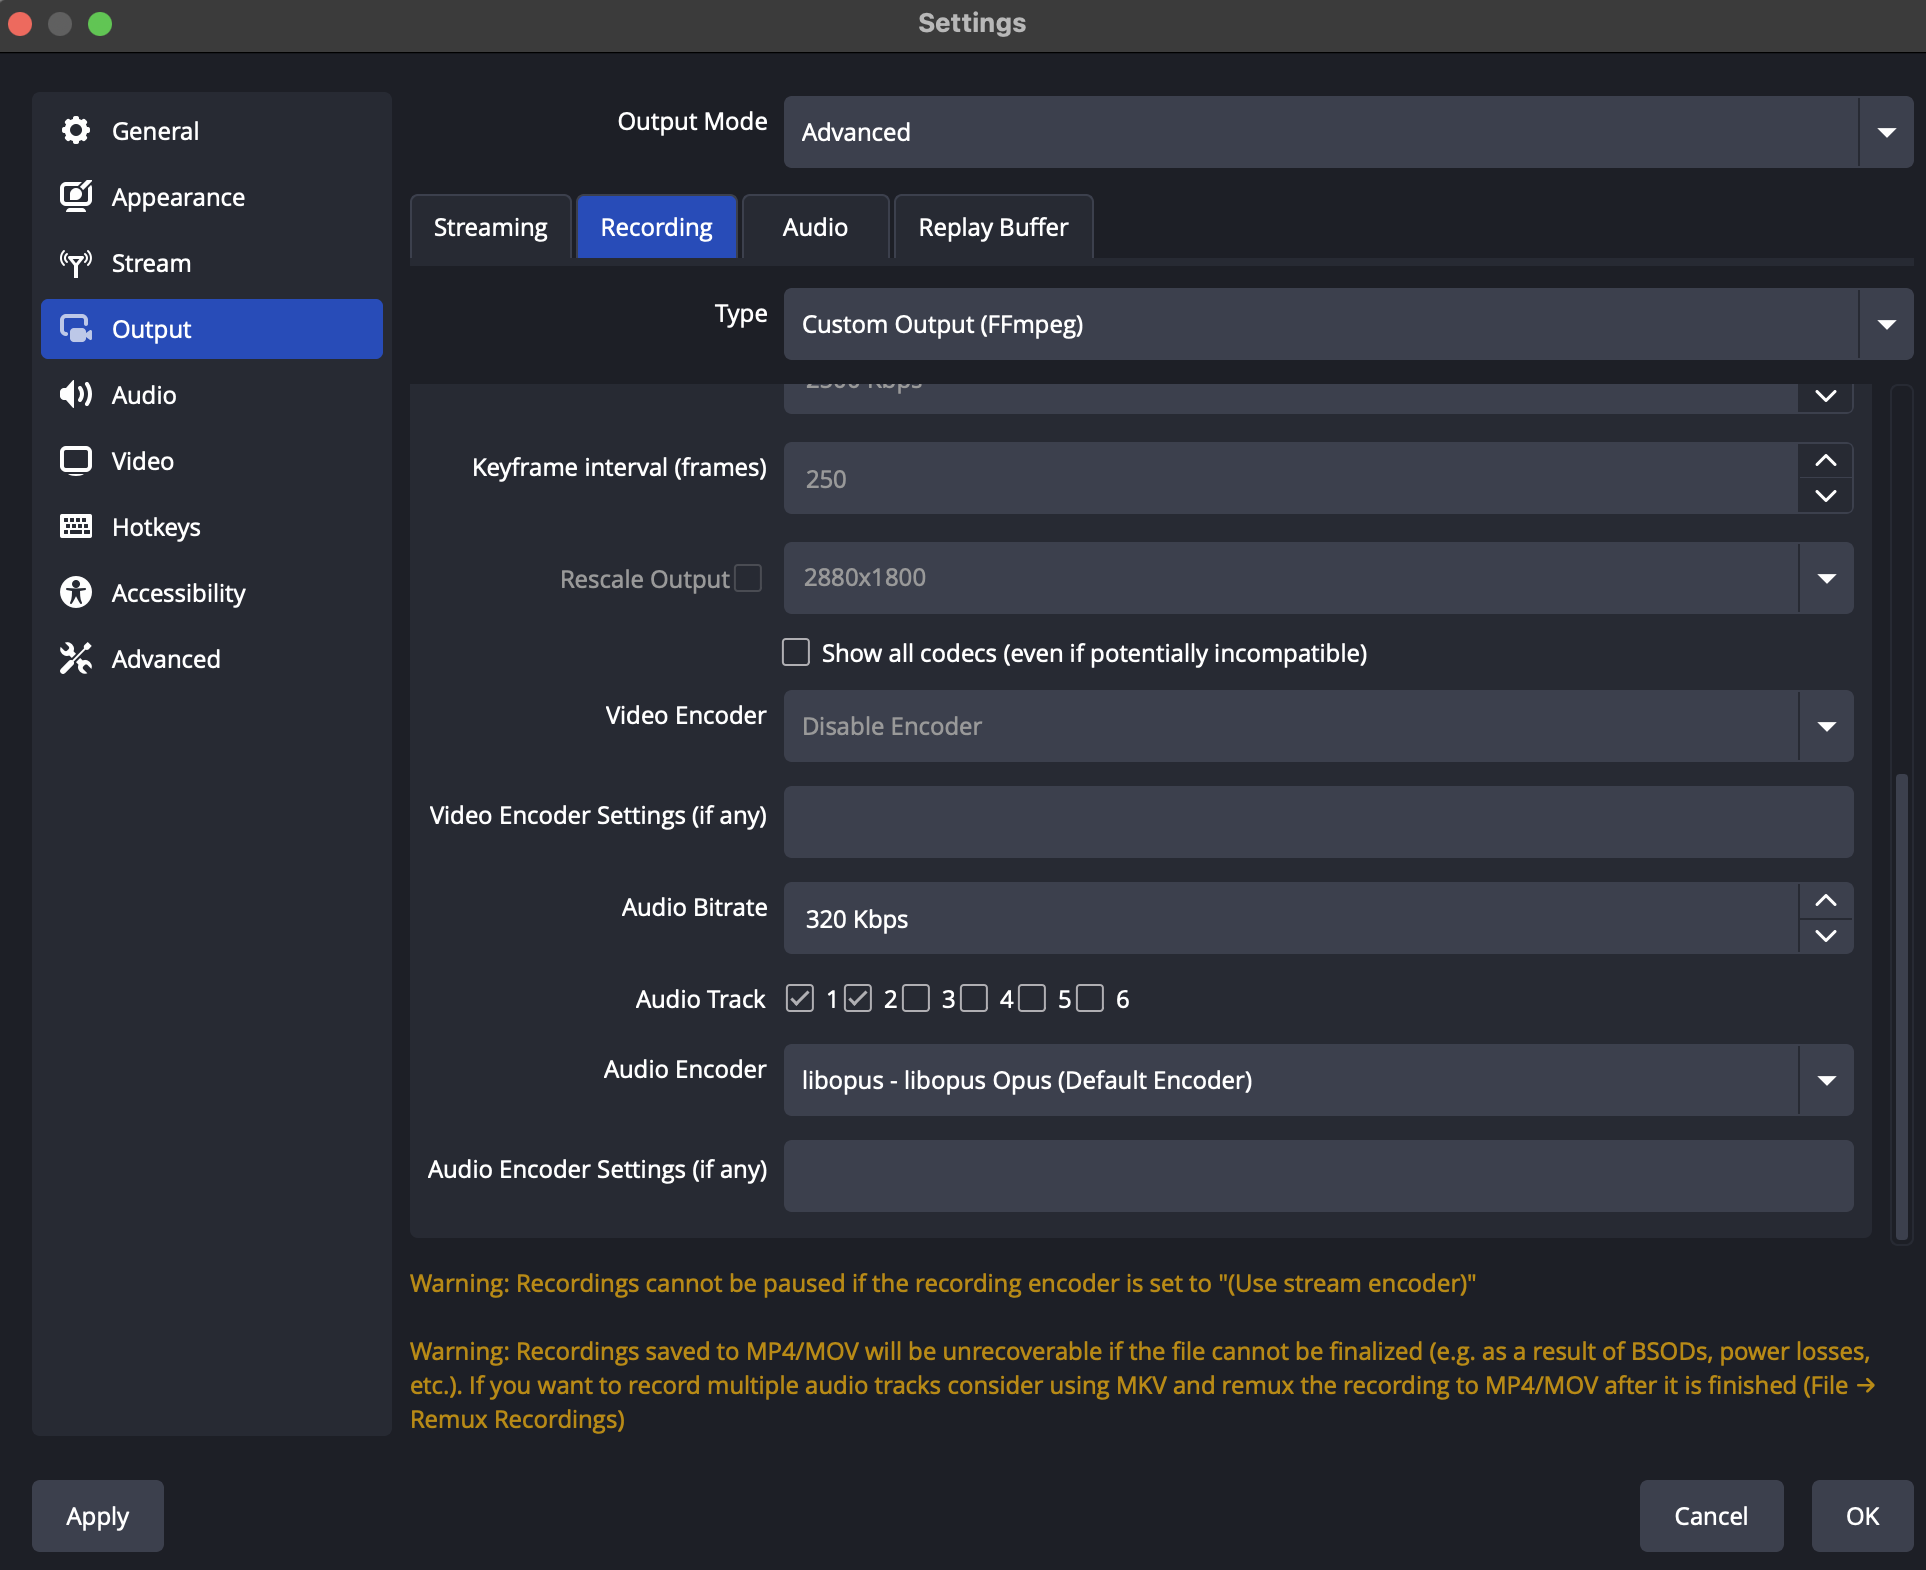 Settings
General
Appearance
Stream
Output
Audio
Video
Hotkeys
Accessibility
Advanced
Output Mode
Advanced
Streaming
Recording
Audio
Replay Buffer
Type
Custom Output (FFmpeg)
Kbps
Keyframe interval (frames)
250
Rescale Output
2880x1800
Show all codecs (even if potentially incompatible)
Video Encoder
Disable Encoder
Video Encoder Settings (if any)
Audio Bitrate
320 Kbps
Audio Track
1 2 3 4 5 6
Audio Encoder
libopus - libopus Opus (Default Encoder)
Audio Encoder Settings (if any)
Warning: Recordings cannot be paused if the recording encoder is set to "(Use stream encoder)"
Warning: Recordings saved to MP4/MOV will be unrecoverable if the file cannot be finalized (e.g. as a result of BSODs, power losses,
etc.). If you want to record multiple audio tracks consider using MKV and remux the recording to MP4/MOV after it is finished (File →
Remux Recordings)
Apply
Cancel
OK